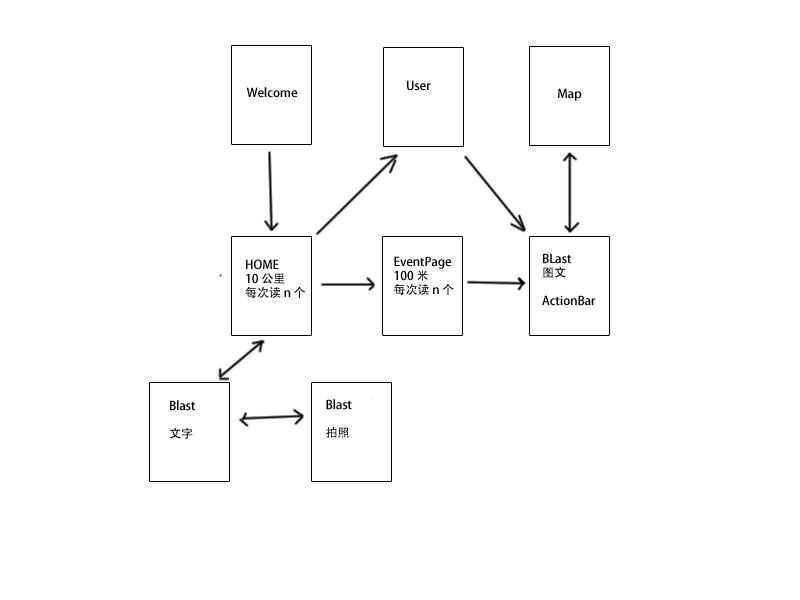 Welcome
User
Map
HOME
10 公里
每次读 n 个
EventPage
100 米
每次读 n 个
BLast
图文
ActionBar
Blast
文字
Blast
拍照